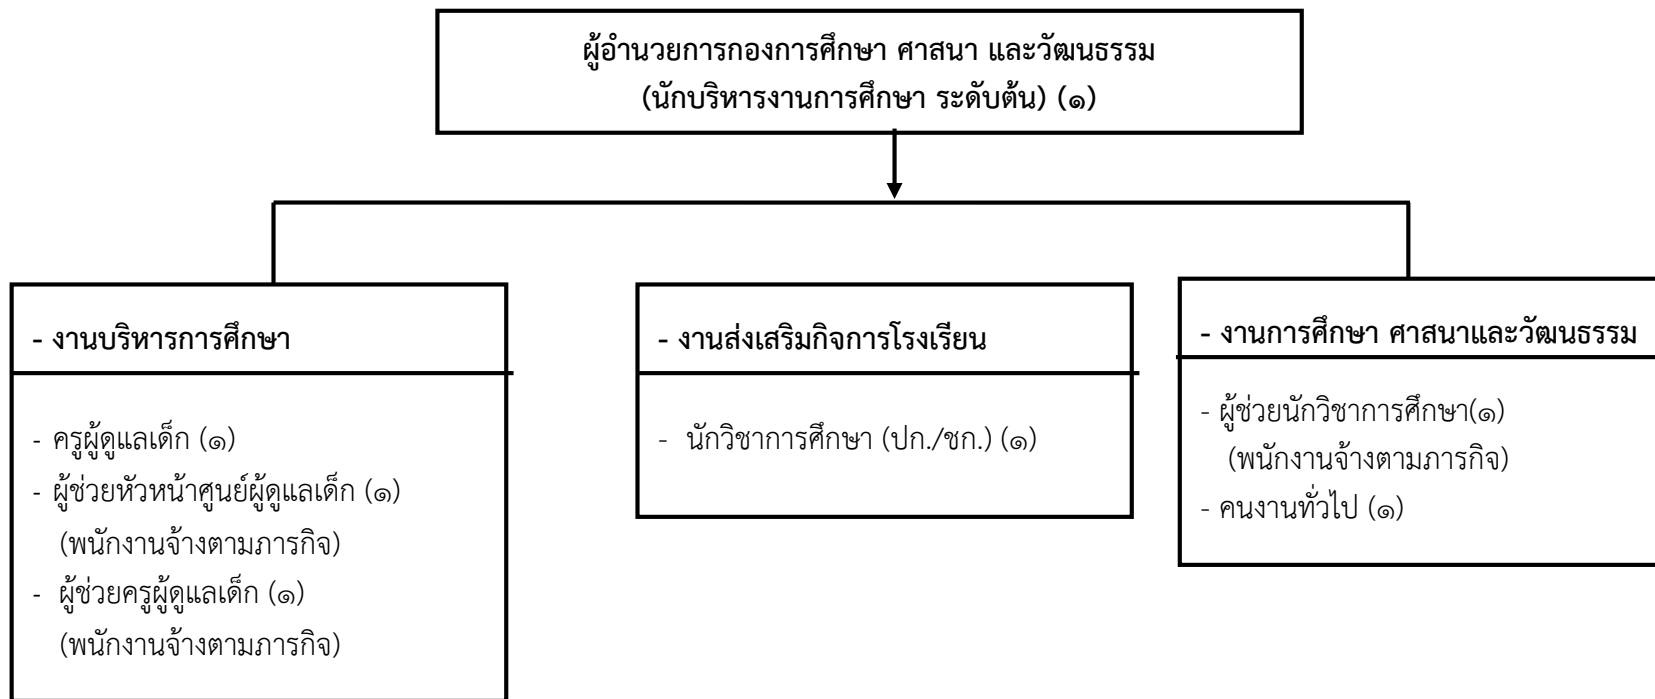 ผู้อำนวยการกองการศึกษา ศาสนา และวัฒนธรรม
(นักบริหารงานการศึกษา ระดับต้น) (๑)
- งานบริหารการศึกษา
- ครูผู้ดูแลเด็ก (๑)
- ผู้ช่วยหัวหน้าศูนย์ผู้ดูแลเด็ก (๑)
(พนักงานจ้างตามภารกิจ)
- ผู้ช่วยครูผู้ดูแลเด็ก (๑)
(พนักงานจ้างตามภารกิจ)
- งานส่งเสริมกิจการโรงเรียน
- นักวิชาการศึกษา (ปก./ชก.) (๑)
- งานการศึกษา ศาสนาและวัฒนธรรม
- ผู้ช่วยนักวิชาการศึกษา(๑)
(พนักงานจ้างตามภารกิจ)
- คนงานทั่วไป (๑)